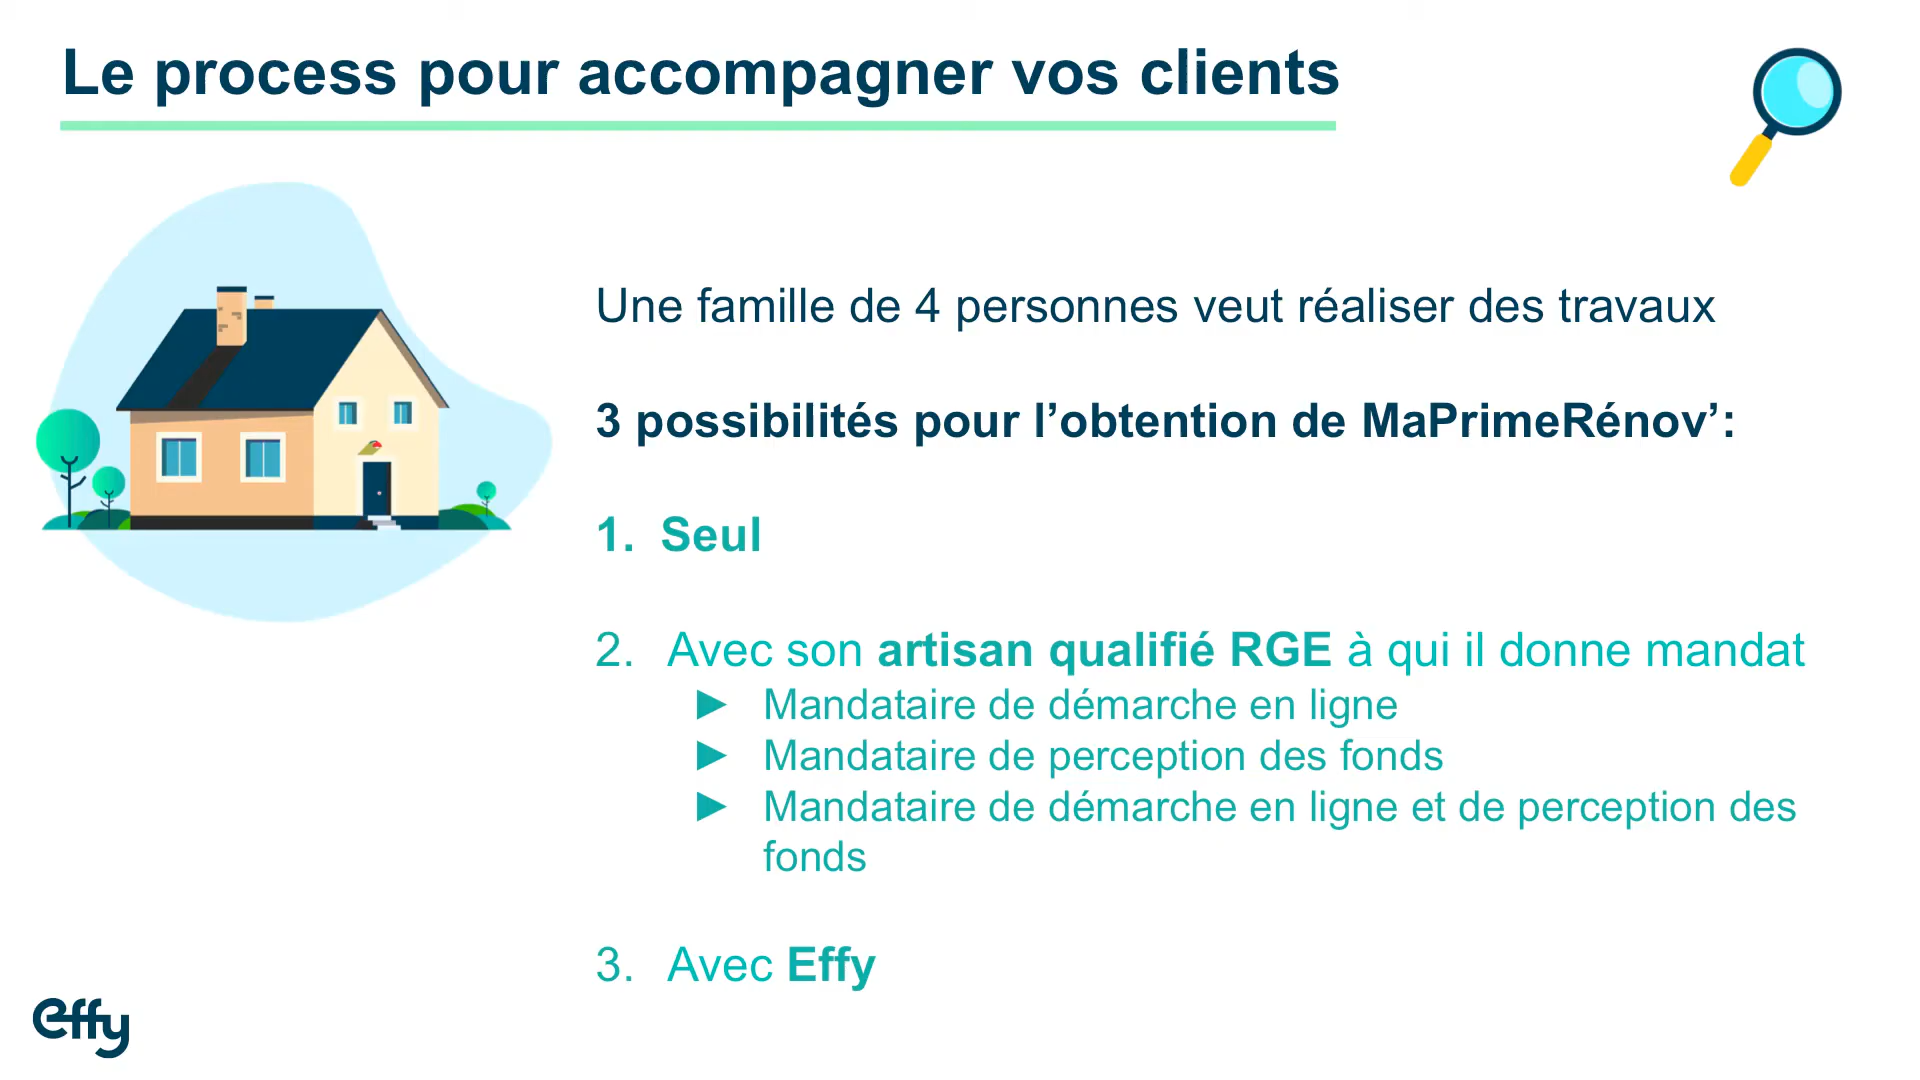 Le process pour accompagner vos clients
Une famille de 4 personnes veut réaliser des travaux
3 possibilités pour l’obtention de MaPrimeRénov’:
1. Seul
2. Avec son artisan qualifié RGE à qui il donne mandat
► Mandataire de démarche en ligne
► Mandataire de perception des fonds
► Mandataire de démarche en ligne et de perception des
fonds
3. Avec Effy
effy